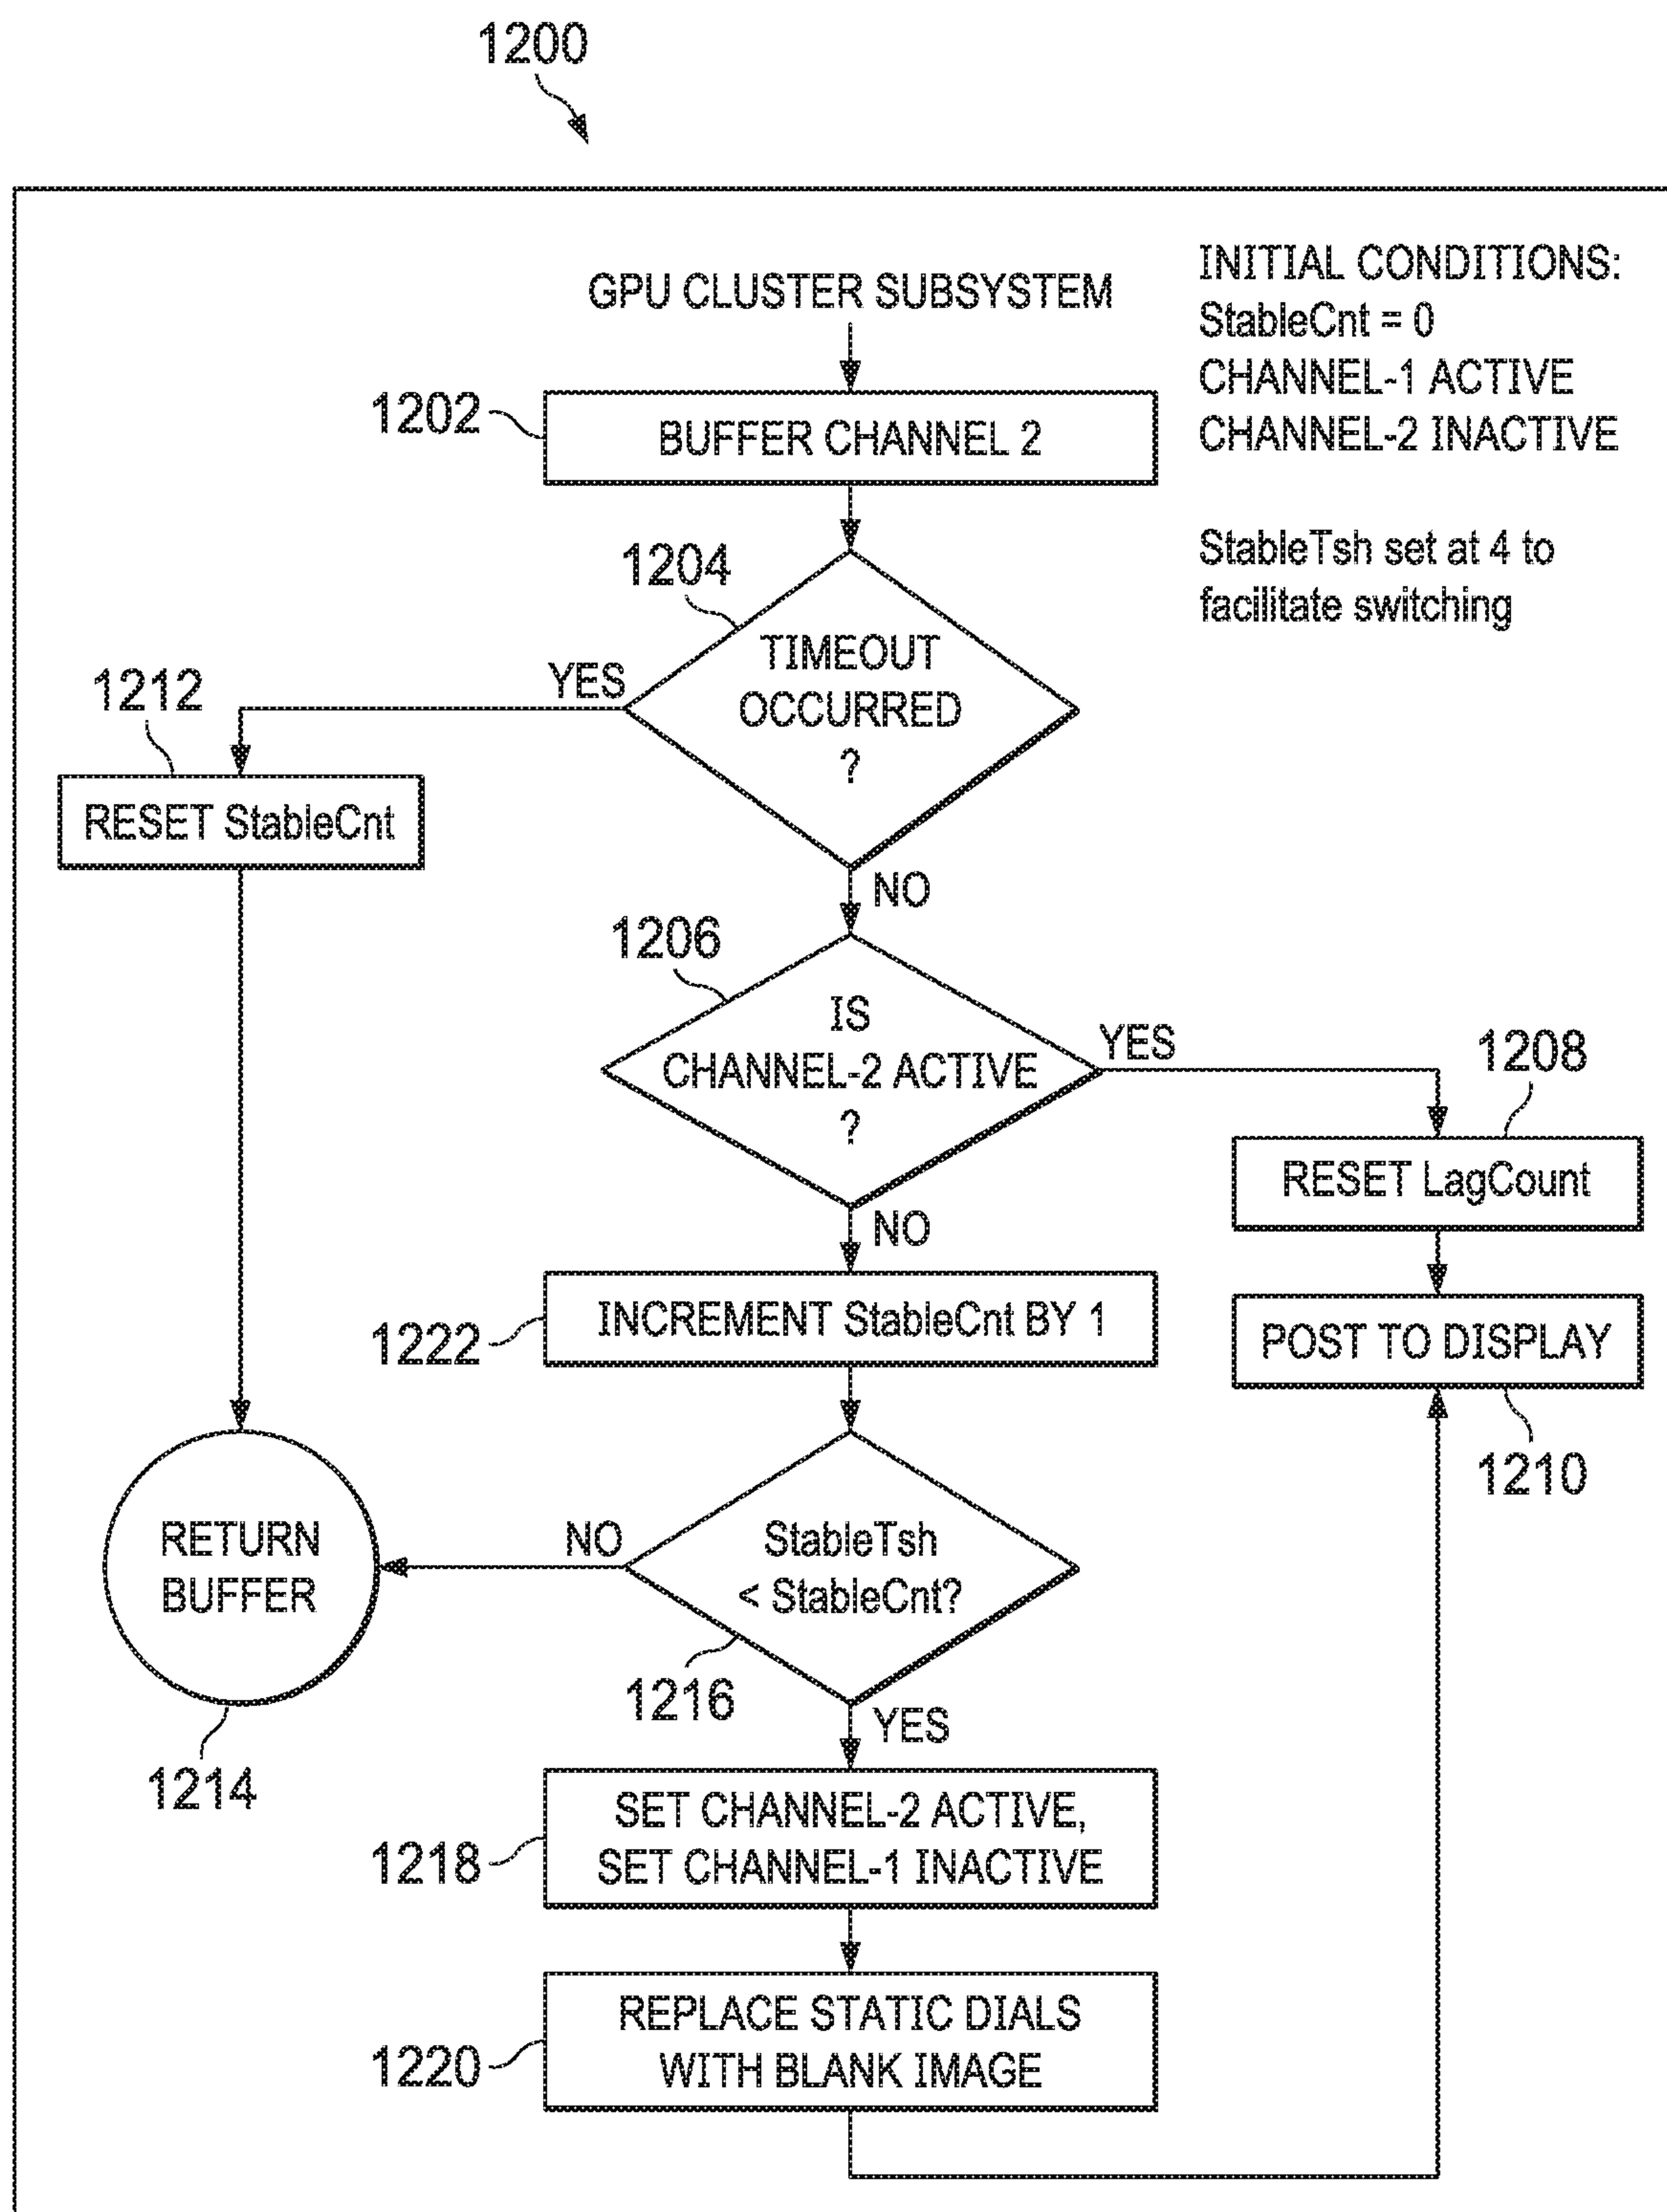 1200
GPU CLUSTER SUBSYSTEM
INITIAL CONDITIONS:
StableCnt = 0
CHANNEL-1 ACTIVE
CHANNEL-2 INACTIVE
StableTsh set at 4 to
facilitate switching
1202
BUFFER CHANNEL 2
1204
TIMEOUT
OCCURRED
?
YES
1212
RESET StableCnt
NO
1206
IS
CHANNEL-2 ACTIVE
?
YES
1208
RESET LagCount
NO
1222
INCREMENT StableCnt BY 1
POST TO DISPLAY
1210
StableTsh
< StableCnt?
NO
RETURN
BUFFER
1214
1216
YES
1218
SET CHANNEL-2 ACTIVE,
SET CHANNEL-1 INACTIVE
1220
REPLACE STATIC DIALS
WITH BLANK IMAGE